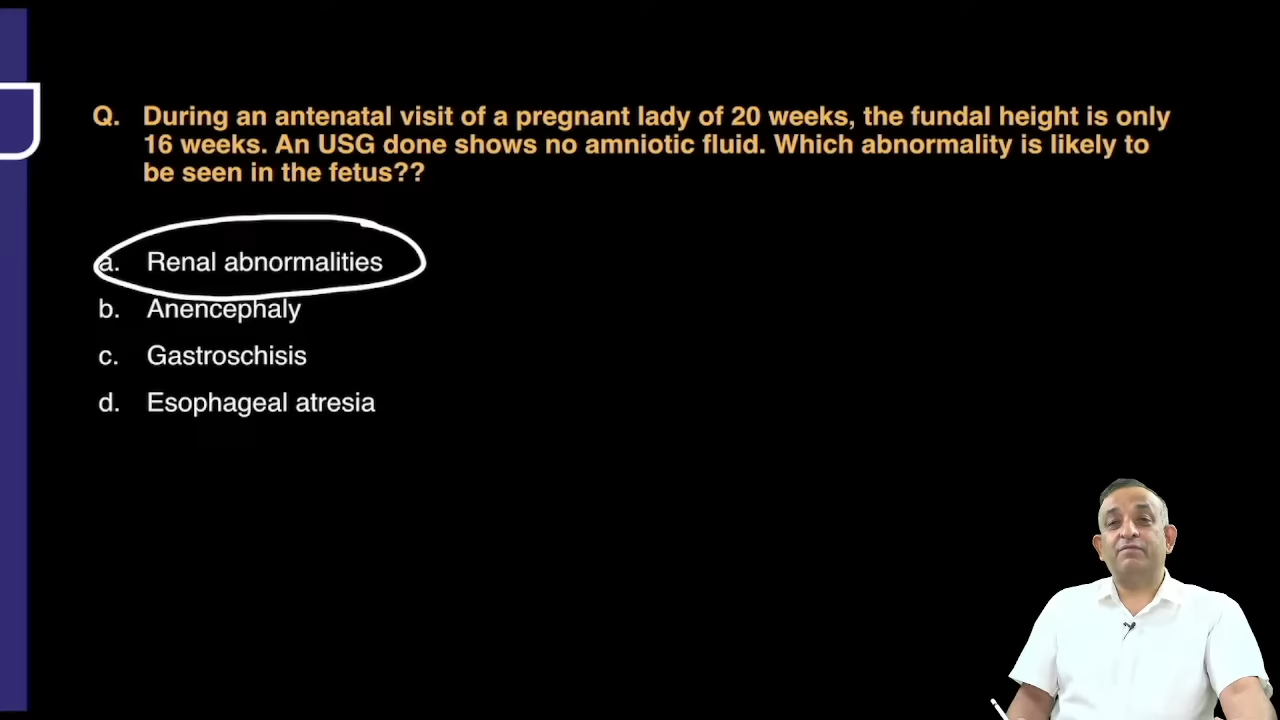 Q. During an antenatal visit of a pregnant lady of 20 weeks, the fundal height is only
16 weeks. An USG done shows no amniotic fluid. Which abnormality is likely to
be seen in the fetus??
a. Renal abnormalities
b. Anencephaly
c. Gastroschisis
d. Esophageal atresia